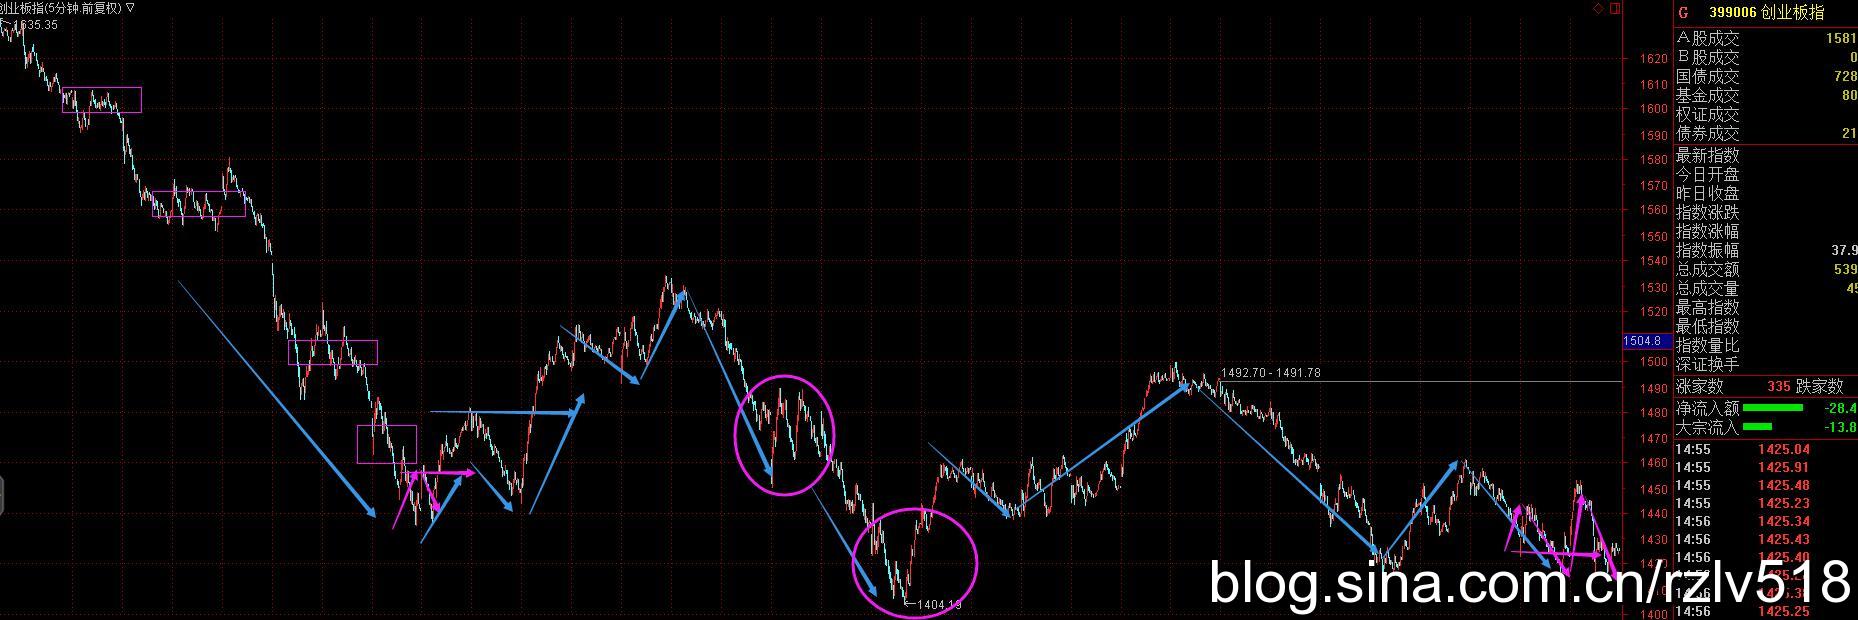 创业板指(5分钟.前复权) ▽
1635.35
1620
1610
1600
1590
1580
1570
1560
1550
1540
1530
1520
1504.8
1500
1490
1480
1470
1460
1450
1440
1430
1400
1492.70-1491.78
1404.19
G 399006 创业板指
A股成交 1581
B股成交 0
国债成交 728
基金成交 80
权证成交
债券成交 21
最新指数
今日开盘
昨日收盘
指数涨跌
指数涨幅
指数振幅 37.9
总成交额 539
总成交量 45
最高指数
最低指数
指数量比
深证换手
涨家数 335 跌家数
净流入额 -28.4
大宗流入 -13.8
14:55 1425.04
14:55 1425.91
14:55 1425.48
14:55 1425.23
14:56 1425.34
14:56 1425.43
14:56 1425.40
14:56 1425.25
blog.sina.com.cn/rzlv518